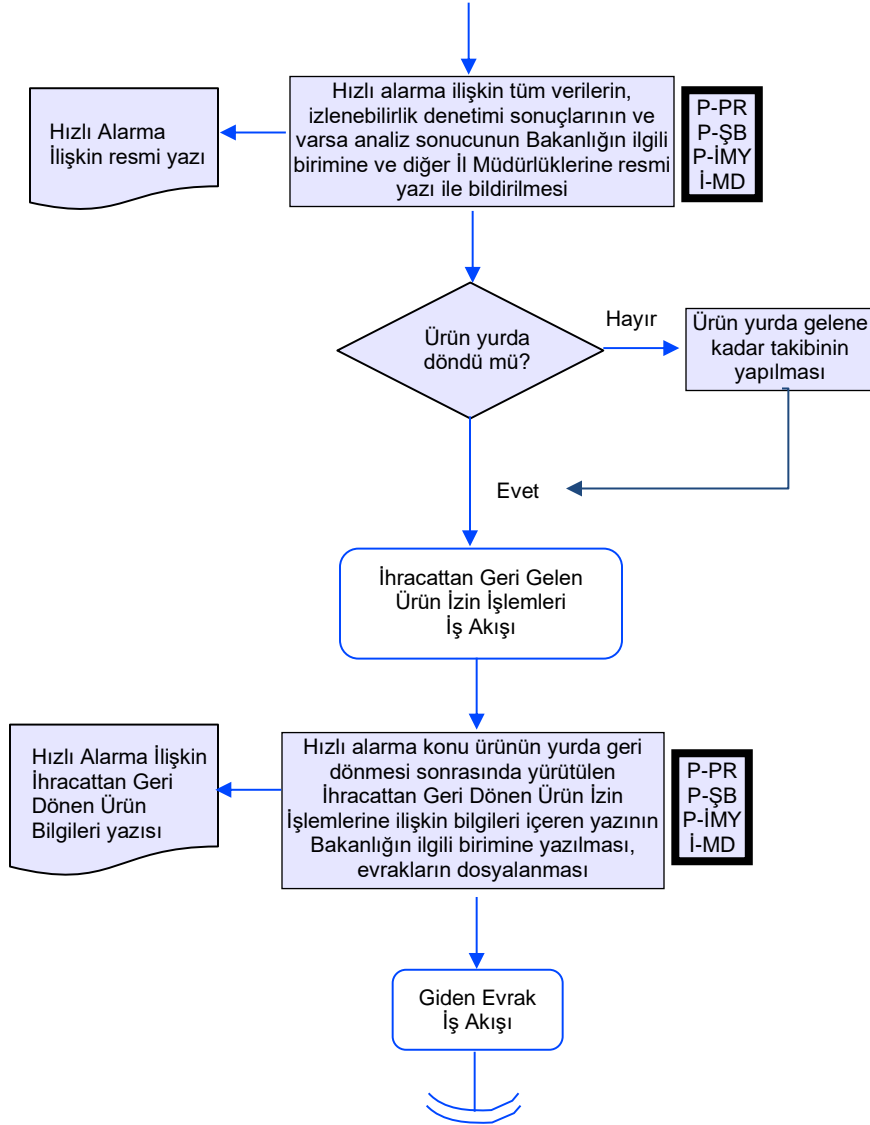 Hızlı alarma ilişkin tüm verilerin,
izlenebilirlik denetimi sonuçlarının ve
varsa analiz sonucunun Bakanlığın ilgili
birimine ve diğer İl Müdürlüklerine resmi
yazı ile bildirilmesi
P-PR
P-ŞB
P-İMY
İ-MD
Hızlı Alarma
İlişkin resmi yazı
Ürün yurda
döndü mü?
Hayır
Ürün yurda gelene
kadar takibinin
yapılması
Evet
İhracattan Geri Gelen
Ürün İzin İşlemleri
İş Akışı
Hızlı Alarma İlişkin
İhracattan Geri
Dönen Ürün
Bilgileri yazısı
Hızlı alarma konu ürünün yurda geri
dönmesi sonrasında yürütülen
İhracattan Geri Dönen Ürün İzin
İşlemlerine ilişkin bilgileri içeren yazının
Bakanlığın ilgili birimine yazılması,
evrakların dosyalanması
P-PR
P-ŞB
P-İMY
İ-MD
Giden Evrak
İş Akışı